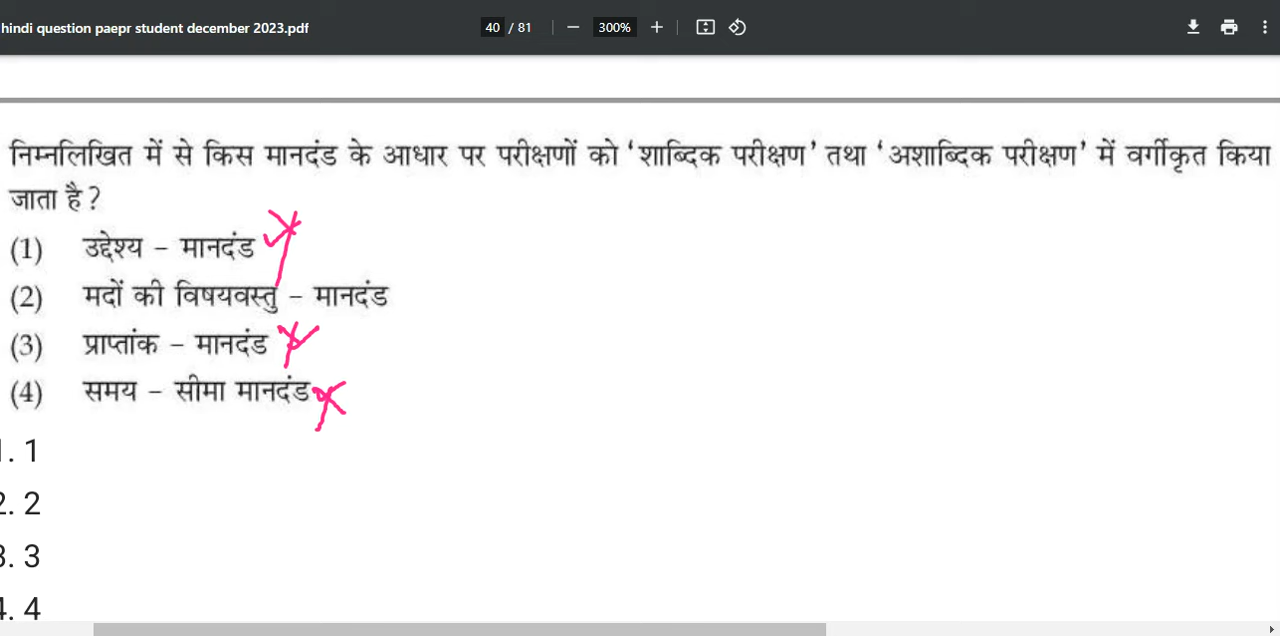 hindi question paepr student december 2023.pdf 40 / 81 300%
निम्नलिखित में से किस मानदंड के आधार पर परीक्षणों को ‘शाब्दिक परीक्षण’ तथा ‘अशाब्दिक परीक्षण’ में वर्गीकृत किया
जाता है?
(1) उद्देश्य – मानदंड
(2) मदों की विषयवस्तु – मानदंड
(3) प्राप्तांक – मानदंड
(4) समय – सीमा मानदंड
1. 1
2. 2
3. 3
4. 4